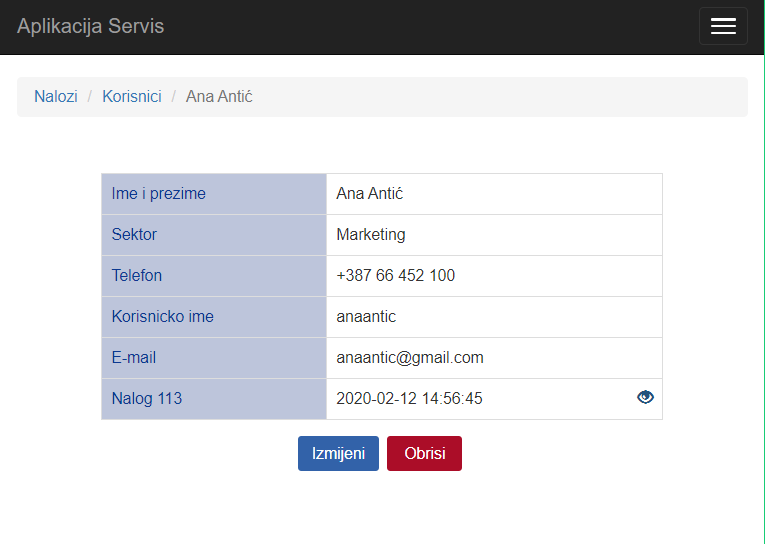 Aplikacija Servis
Nalozi / Korisnici / Ana Antić
Ime i prezime Ana Antić
Sektor Marketing
Telefon +387 66 452 100
Korisnicko ime anaantic
E-mail anaantic@gmail.com
Nalog 113 2020-02-12 14:56:45
Izmijeni Obrisi